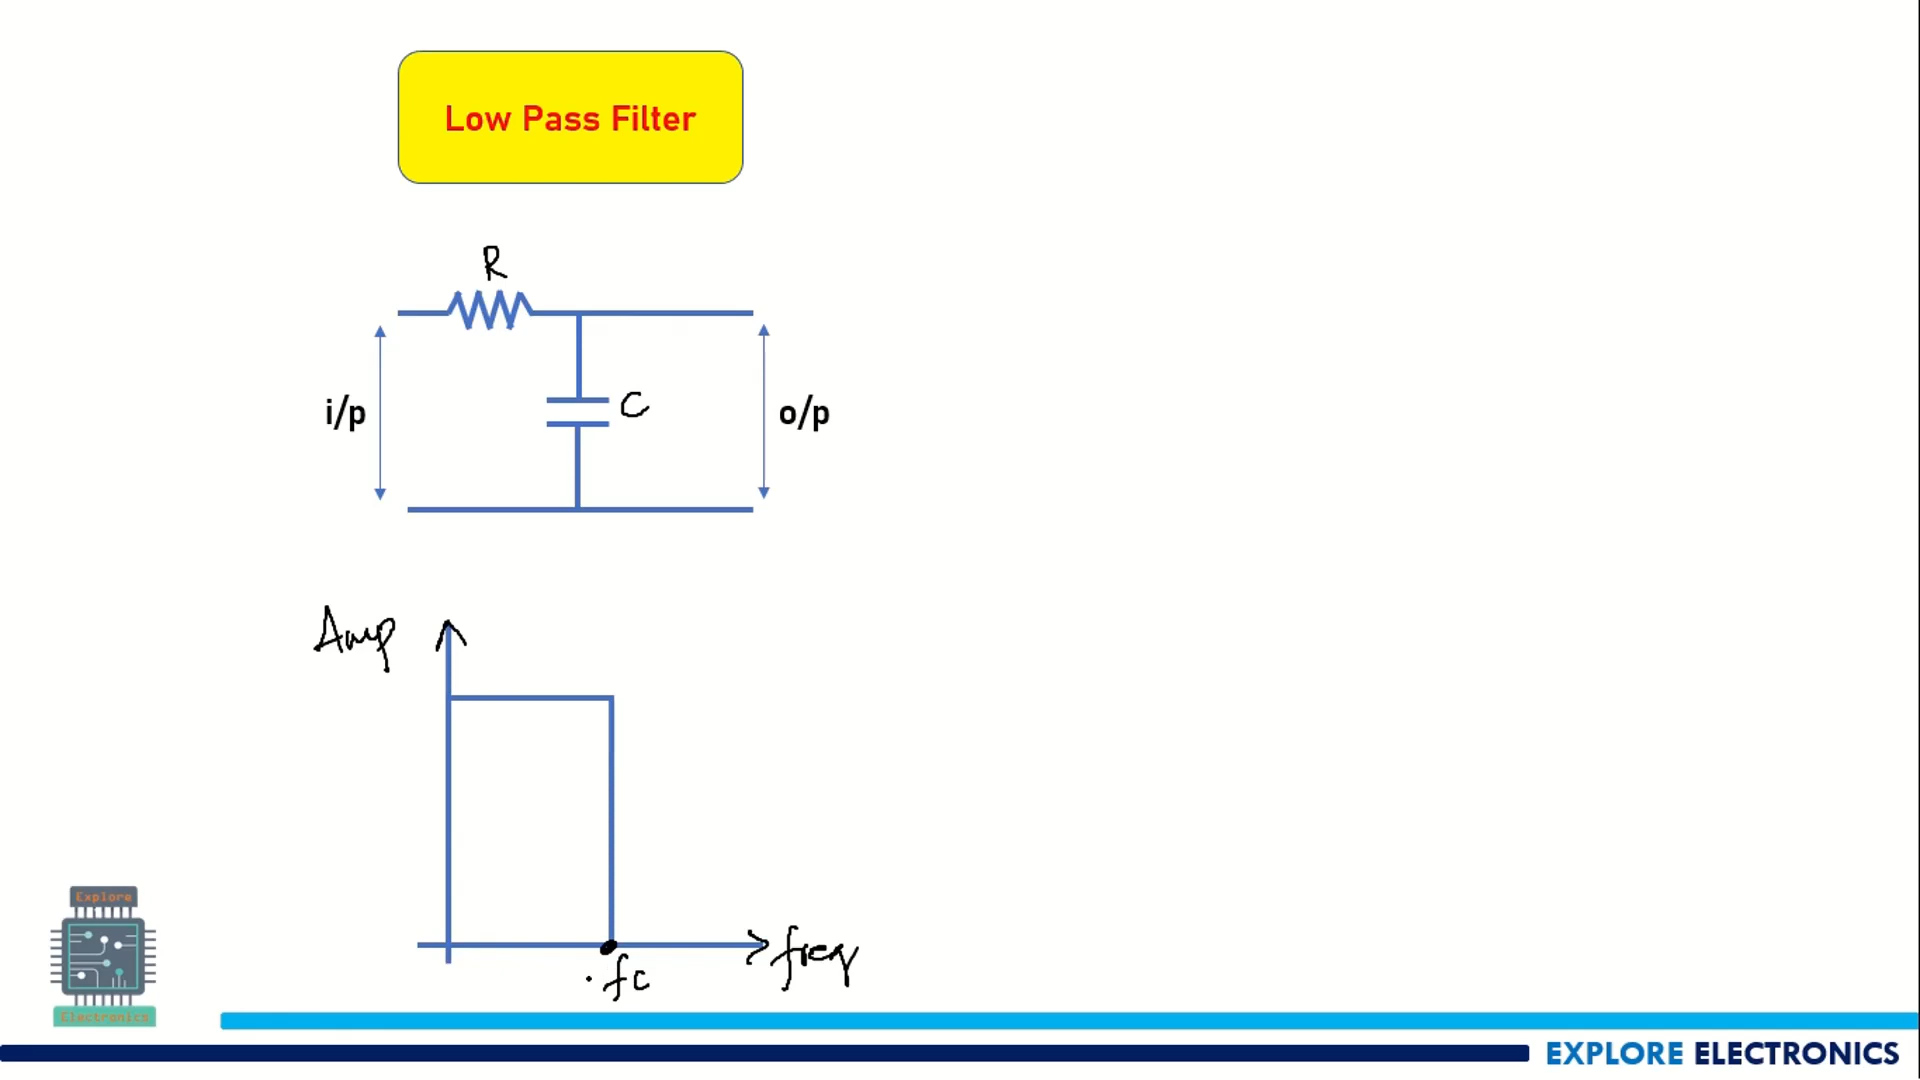 Low Pass Filter
R
i/p
C
o/p
Amp
freq
fc
Explore
Electronics
EXPLORE ELECTRONICS